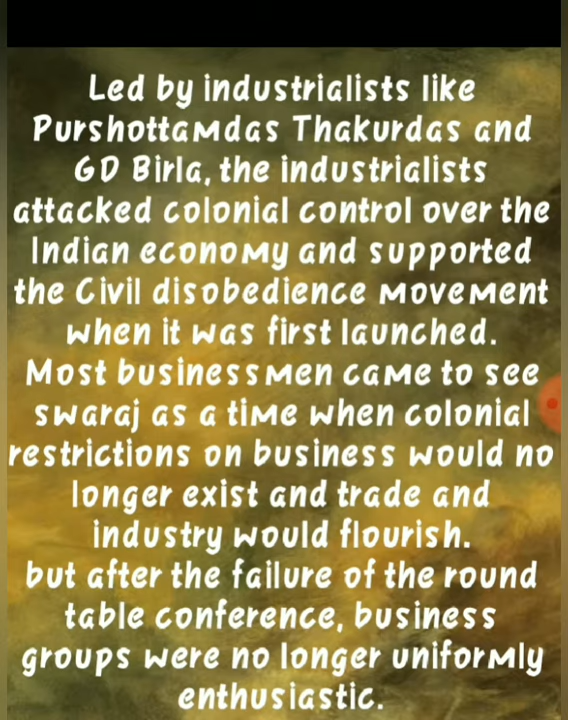 Led by industrialists like
Purshottamdas Thakurdas and
GD Birla, the industrialists
attacked colonial control over the
Indian economy and supported
the Civil disobedience movement
when it was first launched.
Most businessmen came to see
swaraj as a time when colonial
restrictions on business would no
longer exist and trade and
industry would flourish.
but after the failure of the round
table conference, business
groups were no longer uniformly
enthusiastic.